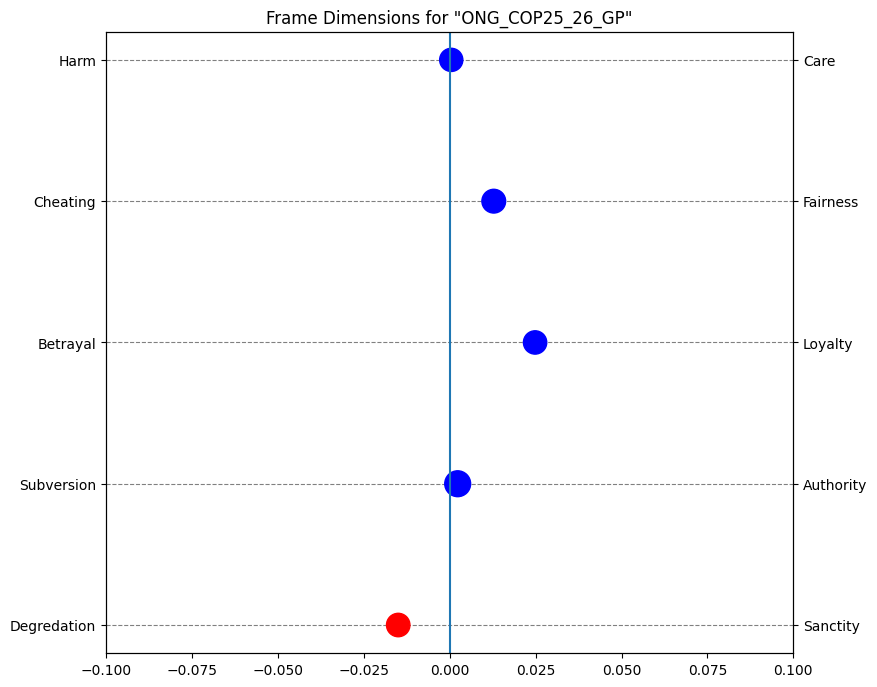 Frame Dimensions for "ONG_COP25_26_GP"
Harm Care
Cheating Fairness
Betrayal Loyalty
Subversion Authority
Degredation Sanctity
−0.100 −0.075 −0.050 −0.025 0.000 0.025 0.050 0.075 0.100